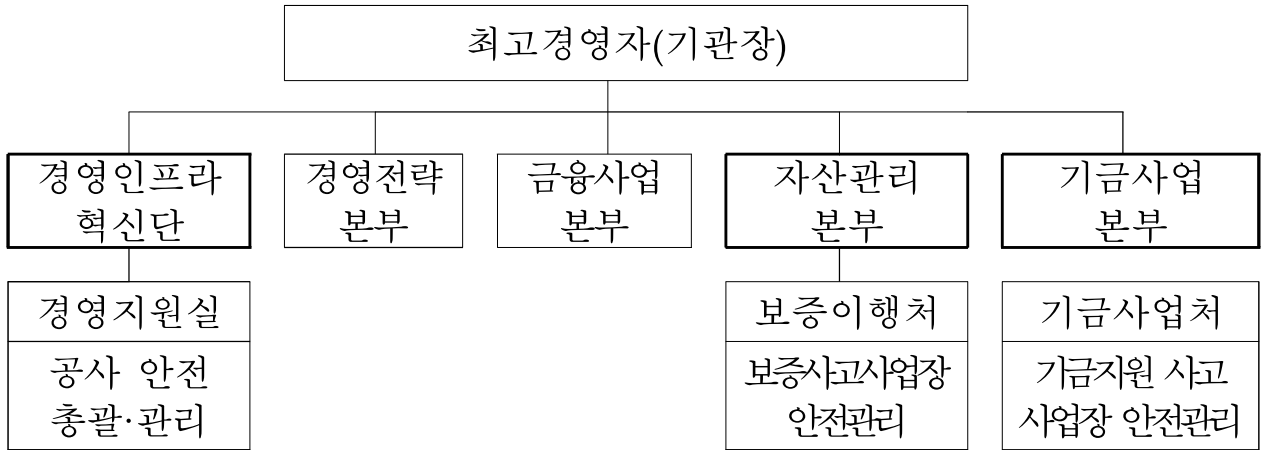 최고경영자(기관장)
경영인프라
혁신단
경영전략
본부
금융사업
본부
자산관리
본부
기금사업
본부
경영지원실
공사 안전
총괄·관리
보증이행처
보증사고사업장
안전관리
기금사업처
기금지원 사고
사업장 안전관리